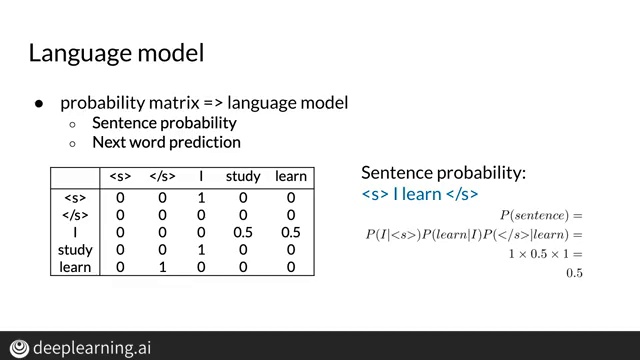 Language model
● probability matrix => language model
○ Sentence probability
○ Next word prediction
<s> </s> I study learn
<s> 0 0 1 0 0
</s> 0 0 0 0 0
I 0 0 0 0.5 0.5
study 0 0 1 0 0
learn 0 1 0 0 0
Sentence probability:
<s> I learn </s>
P(sentence) =
P(I|<s>)P(learn|I)P(</s>|learn) =
1 × 0.5 × 1 =
0.5
deeplearning.ai